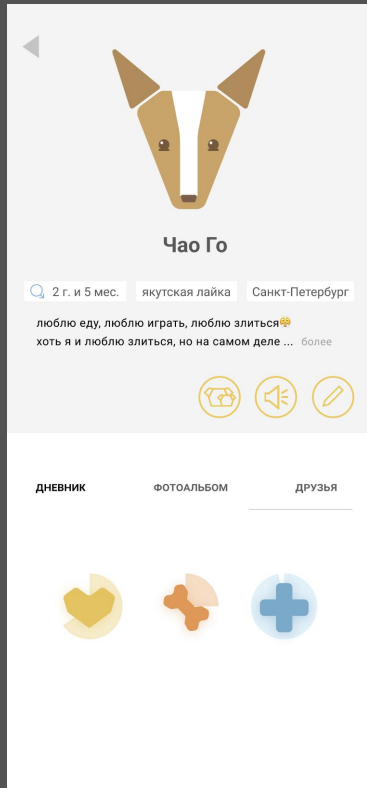 Чао Го
2 г. и 5 мес. якутская лайка Санкт-Петербург
люблю еду, люблю играть, люблю злиться😤
хоть я и люблю злиться, но на самом деле ... более
ДНЕВНИК ФОТОАЛЬБОМ ДРУЗЬЯ